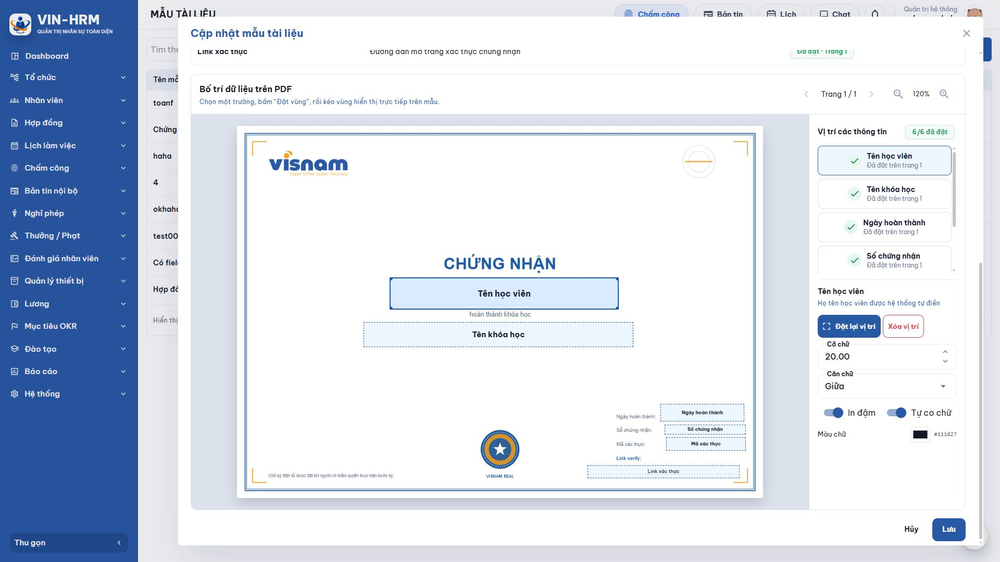 VIN-HRM
QUẢN TRỊ NHÂN SỰ TOÀN DIỆN
Dashboard
Tổ chức
Nhân viên
Hợp đồng
Lịch làm việc
Chấm công
Bản tin nội bộ
Nghỉ phép
Thưởng / Phạt
Đánh giá nhân viên
Quản lý thiết bị
Lương
Mục tiêu OKR
Đào tạo
Báo cáo
Hệ thống
Thu gọn
MẪU TÀI LIỆU
Chấm công
Bản tin
Lịch
Chat
Quản trị hệ thống
Tìm the
Tên mẫ
toanf
Chứng
haha
4
okhaha
test00
Có field
Hợp đồ
Hiển thị
Cập nhật mẫu tài liệu
Link xác thực
Đường dẫn mở trang xác thực chứng nhận
Đã đặt · Trang 1
Bố trí dữ liệu trên PDF
Chọn một trường, bấm “Đặt vùng”, rồi kéo vùng hiển thị trực tiếp trên mẫu.
Trang 1 / 1
120%
visnam
save time save money
CHỨNG NHẬN
Tên học viên
hoàn thành khóa học
Tên khóa học
Ngày hoàn thành:
Ngày hoàn thành
Số chứng nhận:
Số chứng nhận
Mã xác thực:
Mã xác thực
Link verify:
Link xác thực
Chữ ký điện tử được đặt khi người có thẩm quyền thực hiện bước ký.
VISNAM SEAL
Vị trí các thông tin
6/6 đã đặt
Tên học viên
Đã đặt trên trang 1
Tên khóa học
Đã đặt trên trang 1
Ngày hoàn thành
Đã đặt trên trang 1
Số chứng nhận
Đã đặt trên trang 1
Tên học viên
Họ tên học viên được hệ thống tự điền
Đặt lại vị trí
Xóa vị trí
Cỡ chữ
20.00
Căn chữ
Giữa
In đậm
Tự co chữ
Màu chữ
#111827
Hủy
Lưu